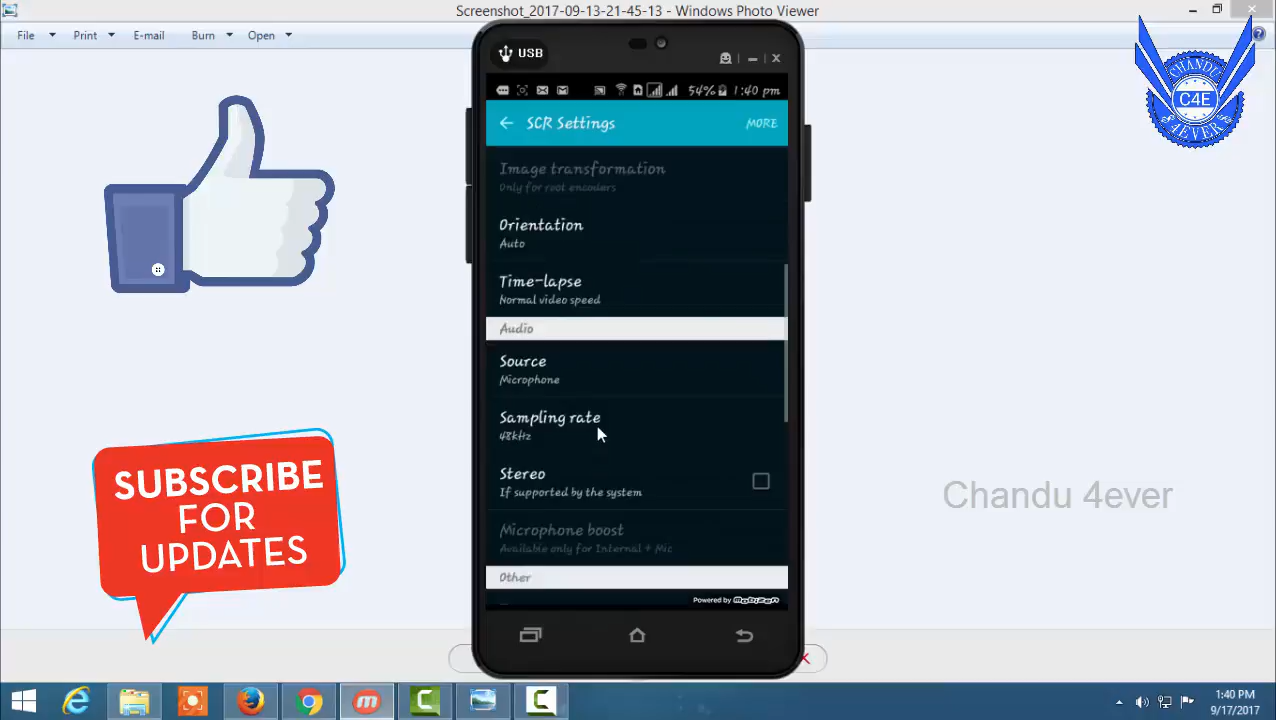 Screenshot_2017-09-13-21-45-13 - Windows Photo Viewer
File Print E-mail Burn Open
USB
54% 1:40 pm
SCR Settings MORE
Image transformation
Only for root encoders
Orientation
Auto
Time-lapse
Normal video speed
Audio
Source
Microphone
Sampling rate
48kHz
Stereo
If supported by the system
Microphone boost
Available only for Internal + Mic
Other
Powered by Mobizen
CHANDU
C4E
4EVER
SUBSCRIBE
FOR
UPDATES
Chandu 4ever
1:40 PM
9/17/2017